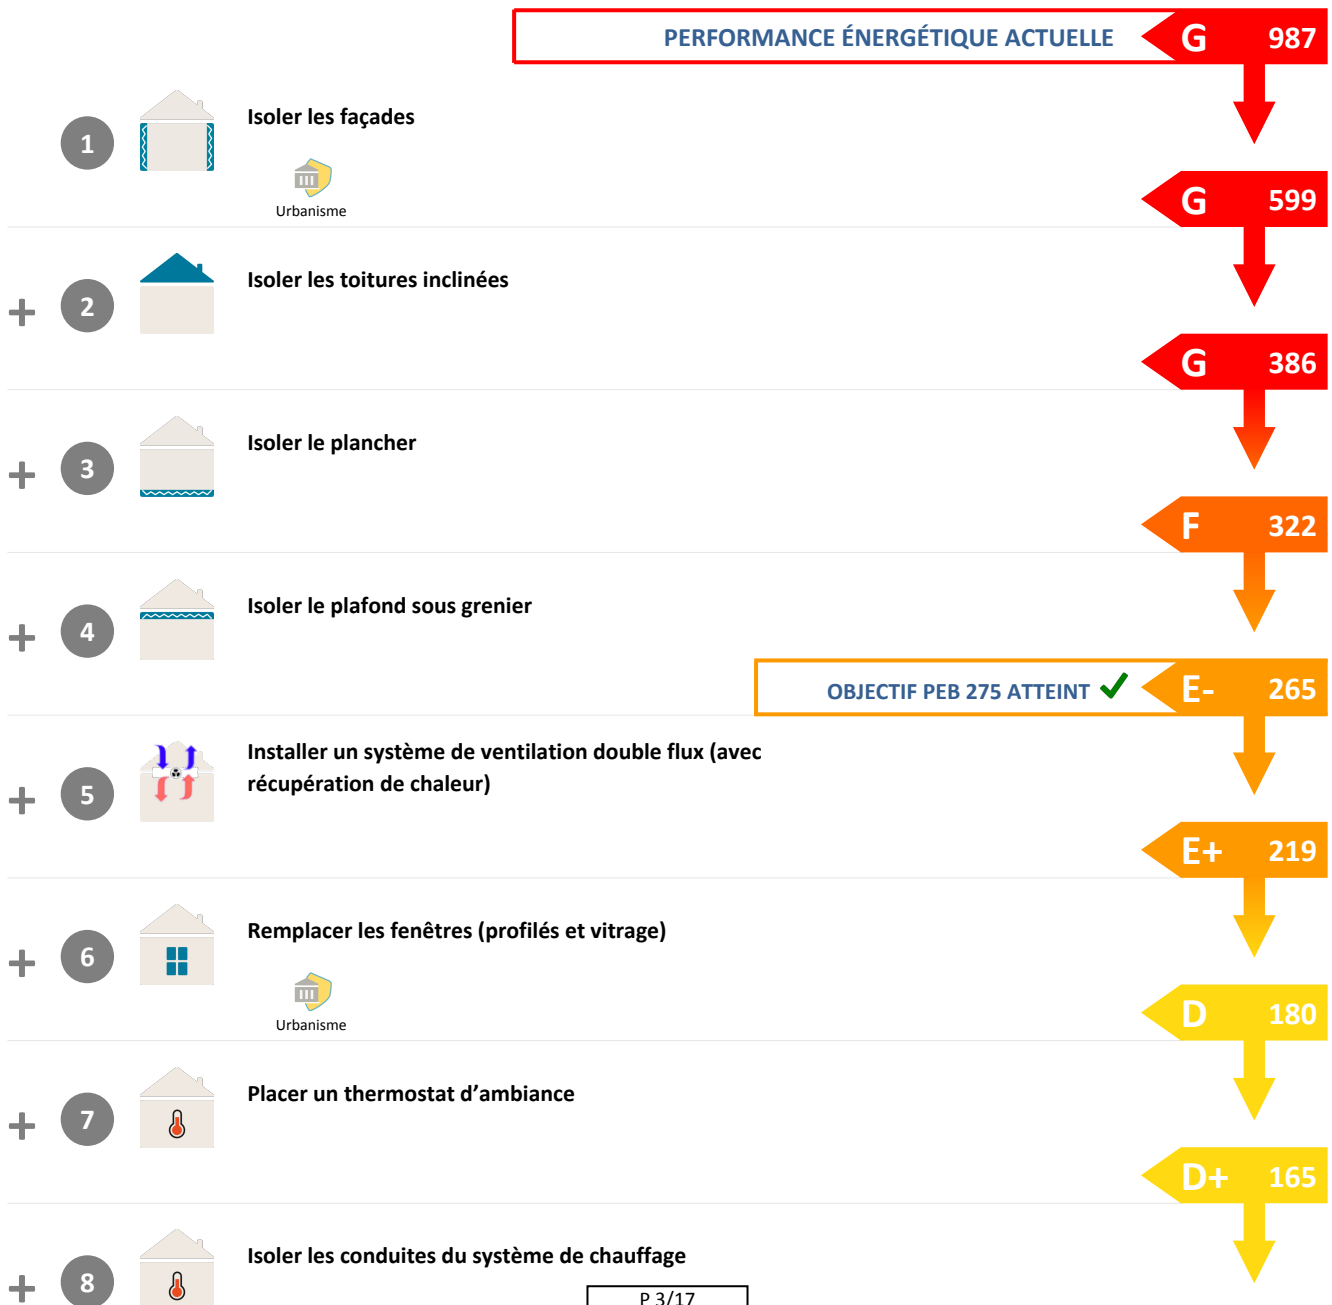 PERFORMANCE ÉNERGÉTIQUE ACTUELLE G 987
1 Isoler les façades
Urbanisme
G 599
+ 2 Isoler les toitures inclinées
G 386
+ 3 Isoler le plancher
F 322
+ 4 Isoler le plafond sous grenier
OBJECTIF PEB 275 ATTEINT ✓ E- 265
+ 5 Installer un système de ventilation double flux (avec
récupération de chaleur)
E+ 219
+ 6 Remplacer les fenêtres (profilés et vitrage)
Urbanisme
D 180
+ 7 Placer un thermostat d’ambiance
D+ 165
+ 8 Isoler les conduites du système de chauffage
P 3/17